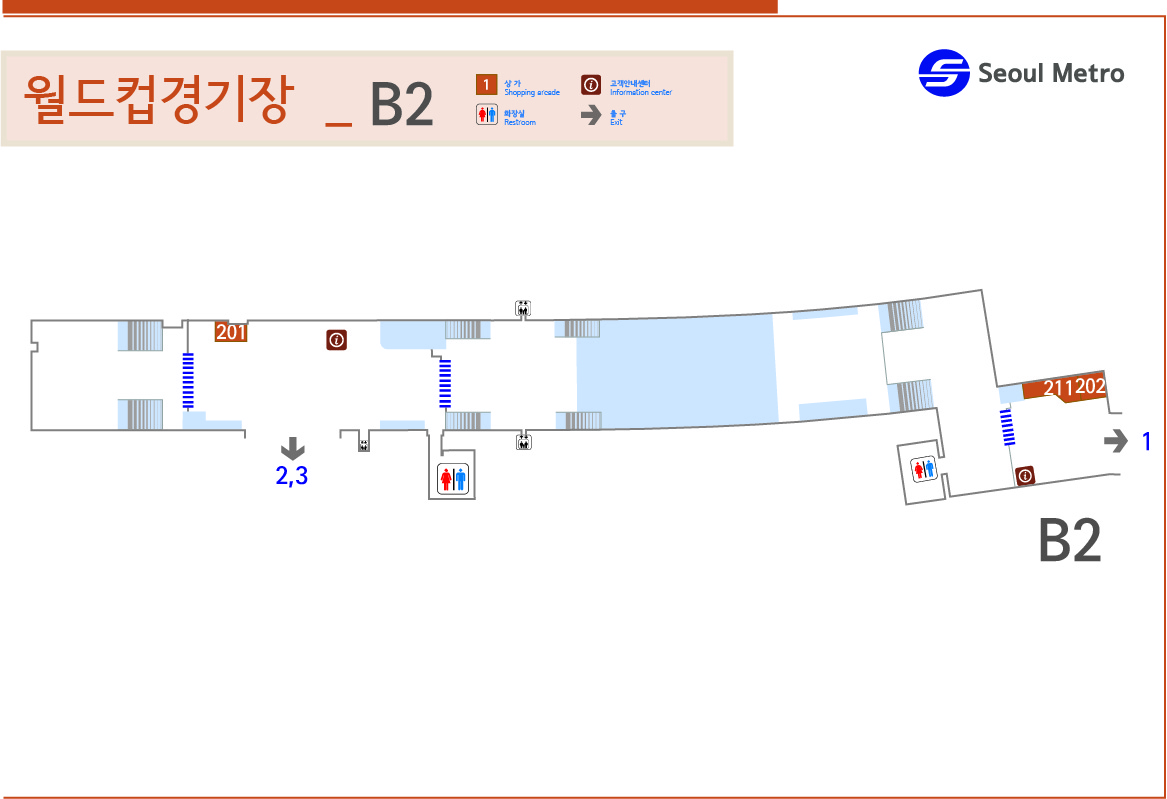 월드컵경기장 _ B2
1 상 가
Shopping arcade
고객안내센터
Information center
화장실
Restroom
출 구
Exit
Seoul Metro
201
211 202
2,3
1
B2